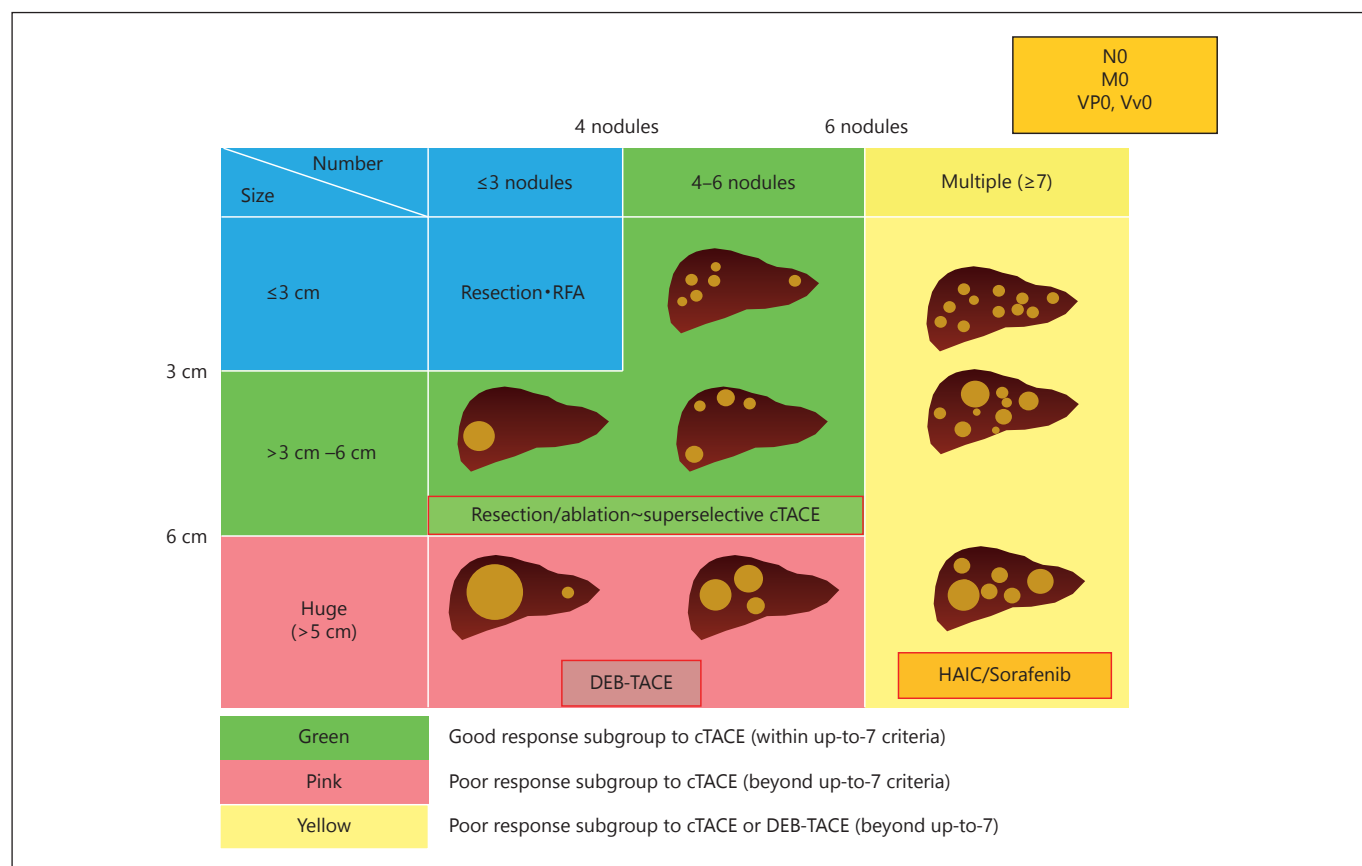 N0
M0
VP0, Vv0
4 nodules
6 nodules
Number
Size
≤3 nodules
4–6 nodules
Multiple (≥7)
≤3 cm
Resection•RFA
3 cm
>3 cm –6 cm
Resection/ablation~superselective cTACE
6 cm
Huge
(>5 cm)
DEB-TACE
HAIC/Sorafenib
Green
Good response subgroup to cTACE (within up-to-7 criteria)
Pink
Poor response subgroup to cTACE (beyond up-to-7 criteria)
Yellow
Poor response subgroup to cTACE or DEB-TACE (beyond up-to-7)